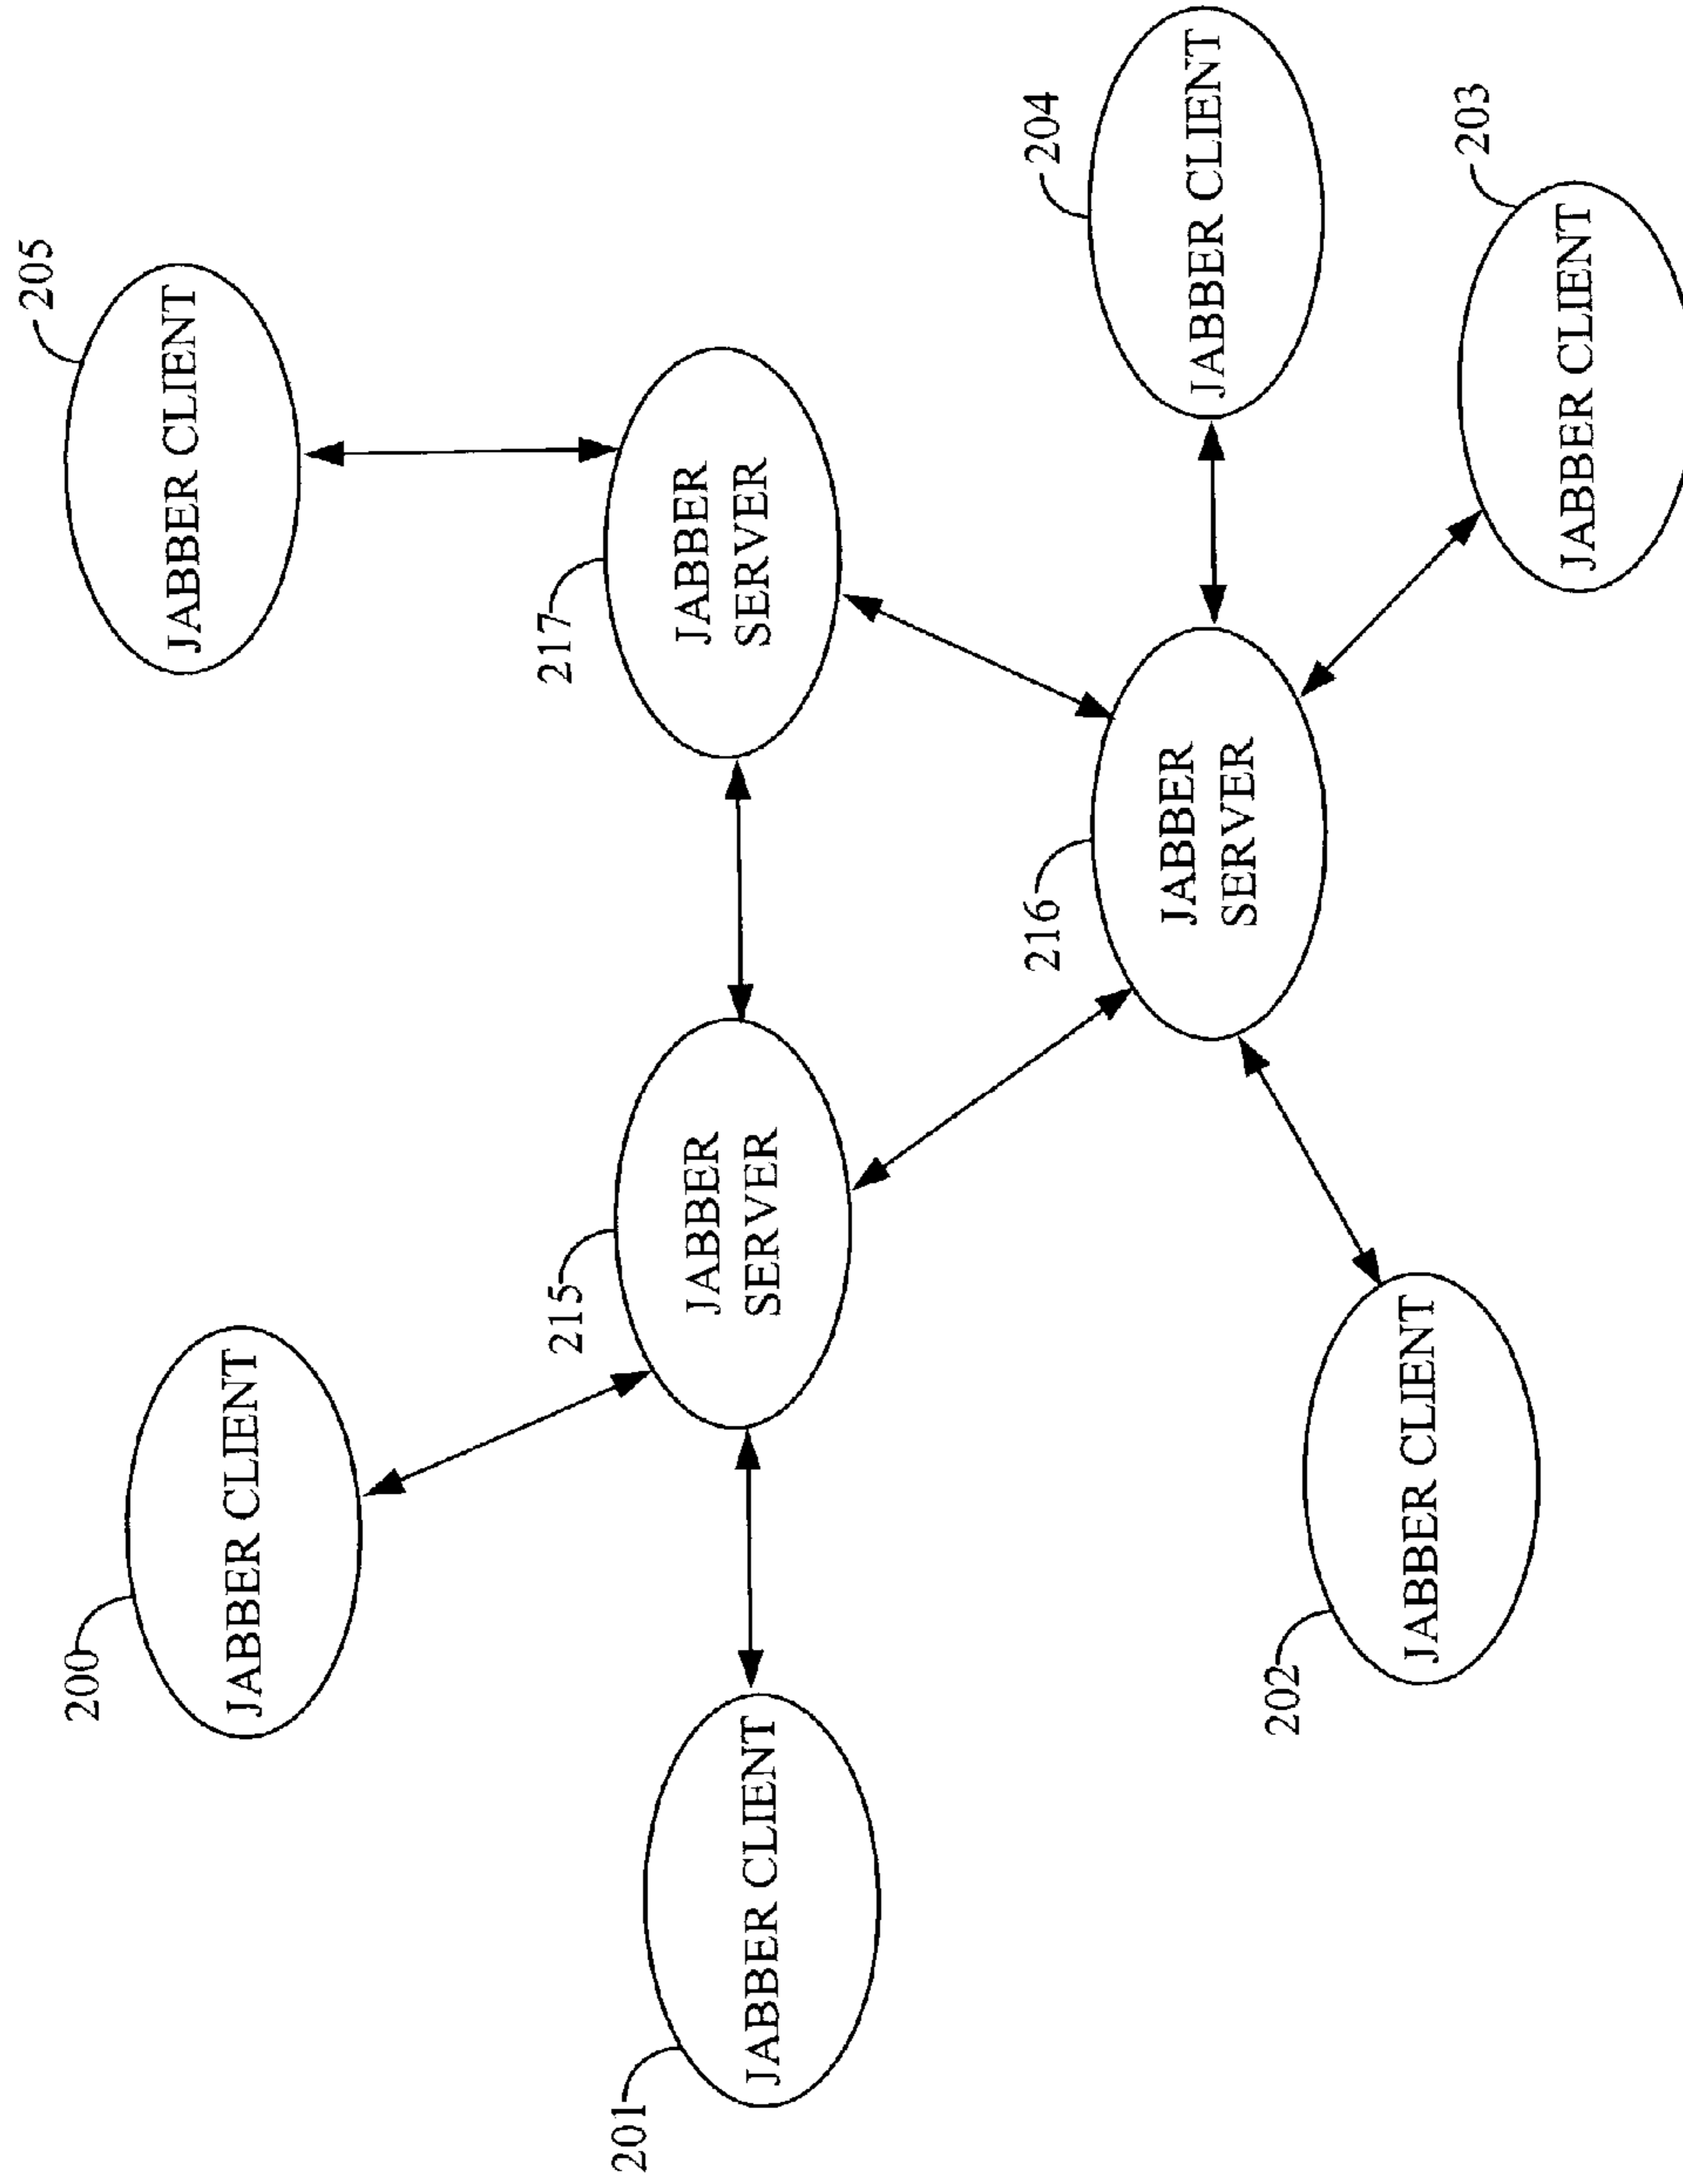 205
JABBER CLIENT
200
JABBER CLIENT
217
JABBER
SERVER
215
JABBER
SERVER
201
JABBER CLIENT
204
JABBER CLIENT
216
JABBER
SERVER
202
JABBER CLIENT
203
JABBER CLIENT